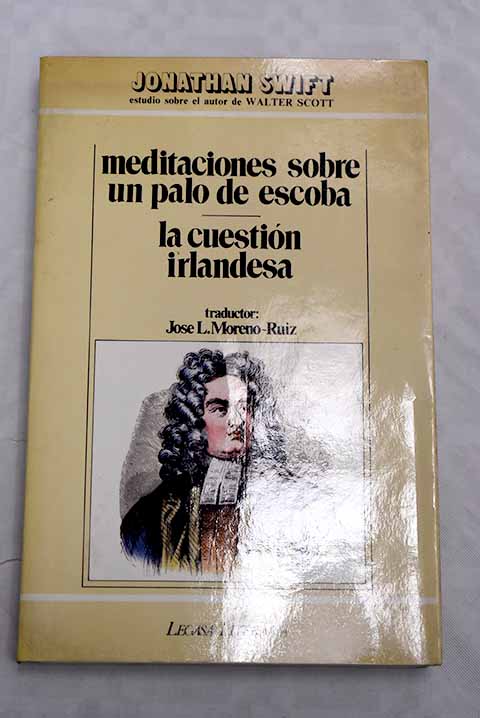 JONATHAN SWIFT
estudio sobre el autor de WALTER SCOTT
meditaciones sobre
un palo de escoba
la cuestión
irlandesa
traductor:
Jose L. Moreno-Ruiz
LEGASA